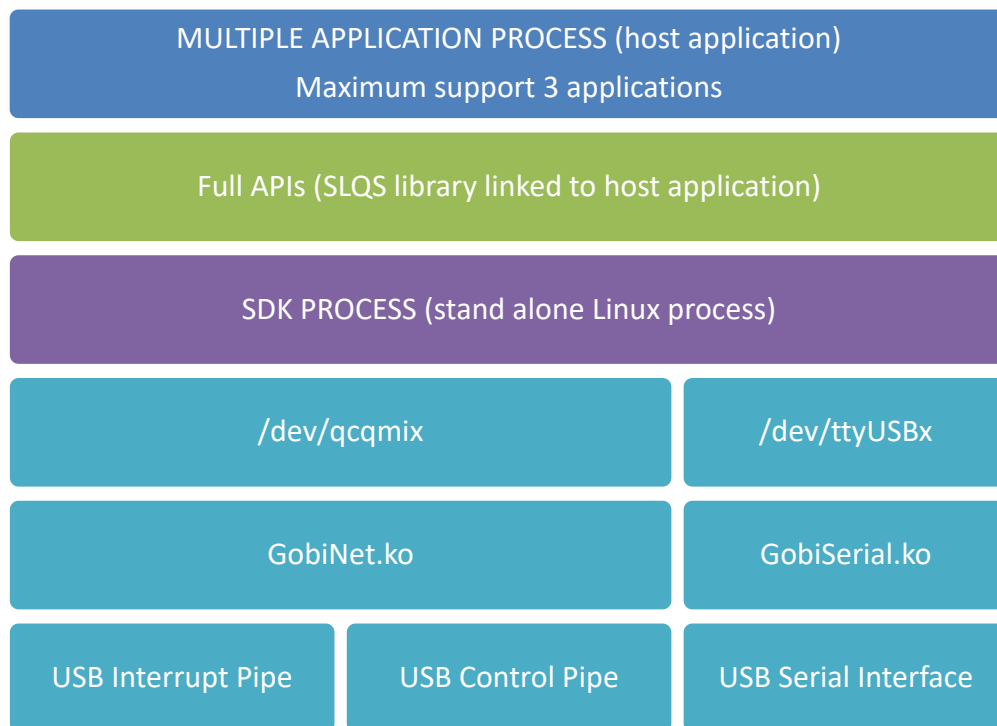 MULTIPLE APPLICATION PROCESS (host application)
Maximum support 3 applications
Full APIs (SLQS library linked to host application)
SDK PROCESS (stand alone Linux process)
/dev/qcqmix
/dev/ttyUSBx
GobiNet.ko
GobiSerial.ko
USB Interrupt Pipe
USB Control Pipe
USB Serial Interface